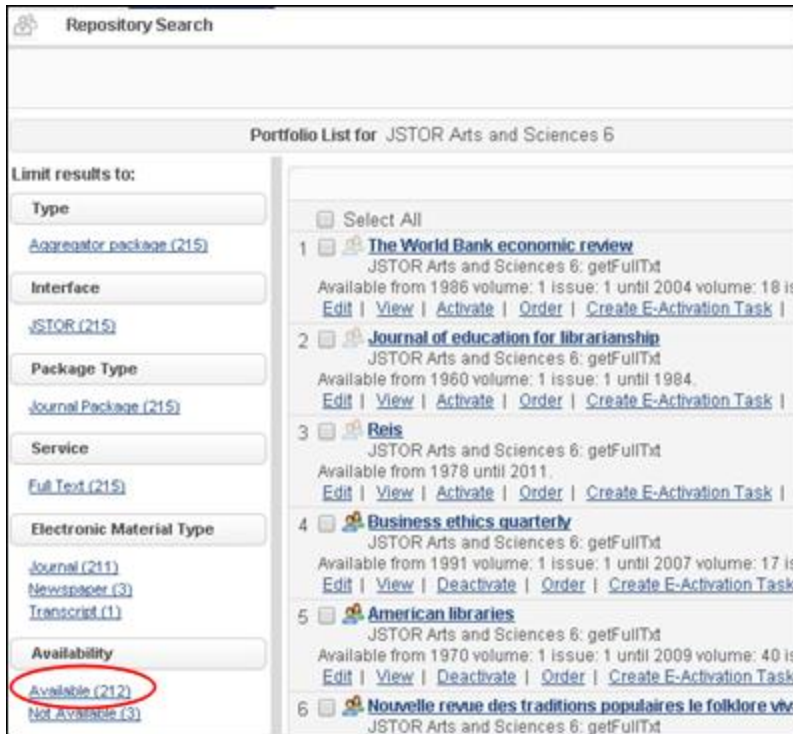 Repository Search
Portfolio List for JSTOR Arts and Sciences 6
Limit results to:
Type
Aggregator package (215)
Interface
JSTOR (215)
Package Type
Journal Package (215)
Service
Full Text (215)
Electronic Material Type
Journal (211)
Newspaper (3)
Transcript (1)
Availability
Available (212)
Not Available (3)
Select All
1 The World Bank economic review
JSTOR Arts and Sciences 6: getFullTxt
Available from 1986 volume: 1 issue: 1 until 2004 volume: 18 is
Edit | View | Activate | Order | Create E-Activation Task |
2 Journal of education for librarianship
JSTOR Arts and Sciences 6: getFullTxt
Available from 1960 volume: 1 issue: 1 until 1984.
Edit | View | Activate | Order | Create E-Activation Task |
3 Reis
JSTOR Arts and Sciences 6: getFullTxt
Available from 1978 until 2011.
Edit | View | Activate | Order | Create E-Activation Task |
4 Business ethics quarterly
JSTOR Arts and Sciences 6: getFullTxt
Available from 1991 volume: 1 issue: 1 until 2007 volume: 17 is
Edit | View | Deactivate | Order | Create E-Activation Task
5 American libraries
JSTOR Arts and Sciences 6: getFullTxt
Available from 1970 volume: 1 issue: 1 until 2009 volume: 40 is
Edit | View | Deactivate | Order | Create E-Activation Task
6 Nouvelle revue des traditions populaires le folklore viv
JSTOR Arts and Sciences 6: getFullTxt